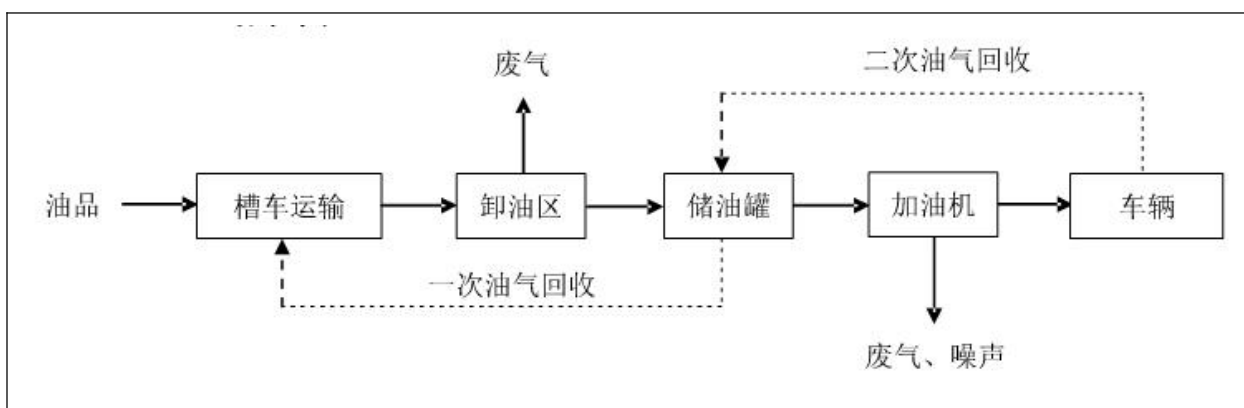 废气
二次油气回收
油品
槽车运输
卸油区
储油罐
加油机
车辆
一次油气回收
废气、噪声